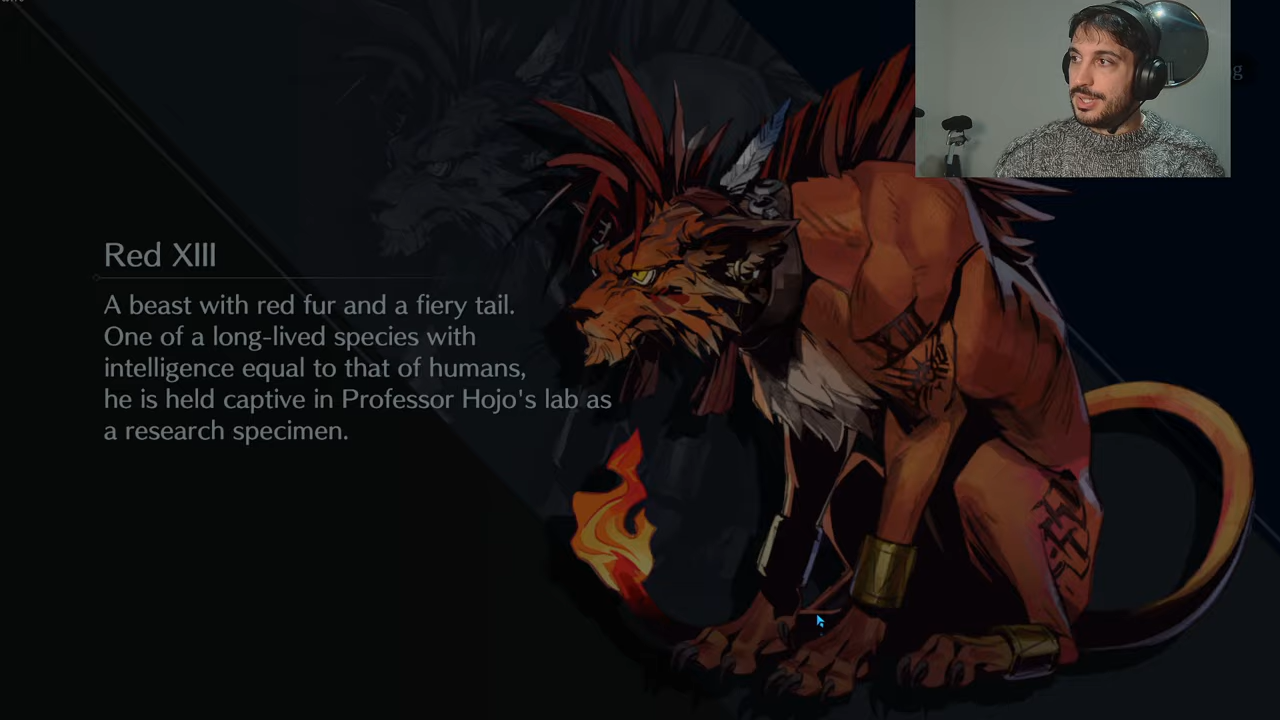 Red XIII
A beast with red fur and a fiery tail.
One of a long-lived species with
intelligence equal to that of humans,
he is held captive in Professor Hojo's lab as
a research specimen.
XIII